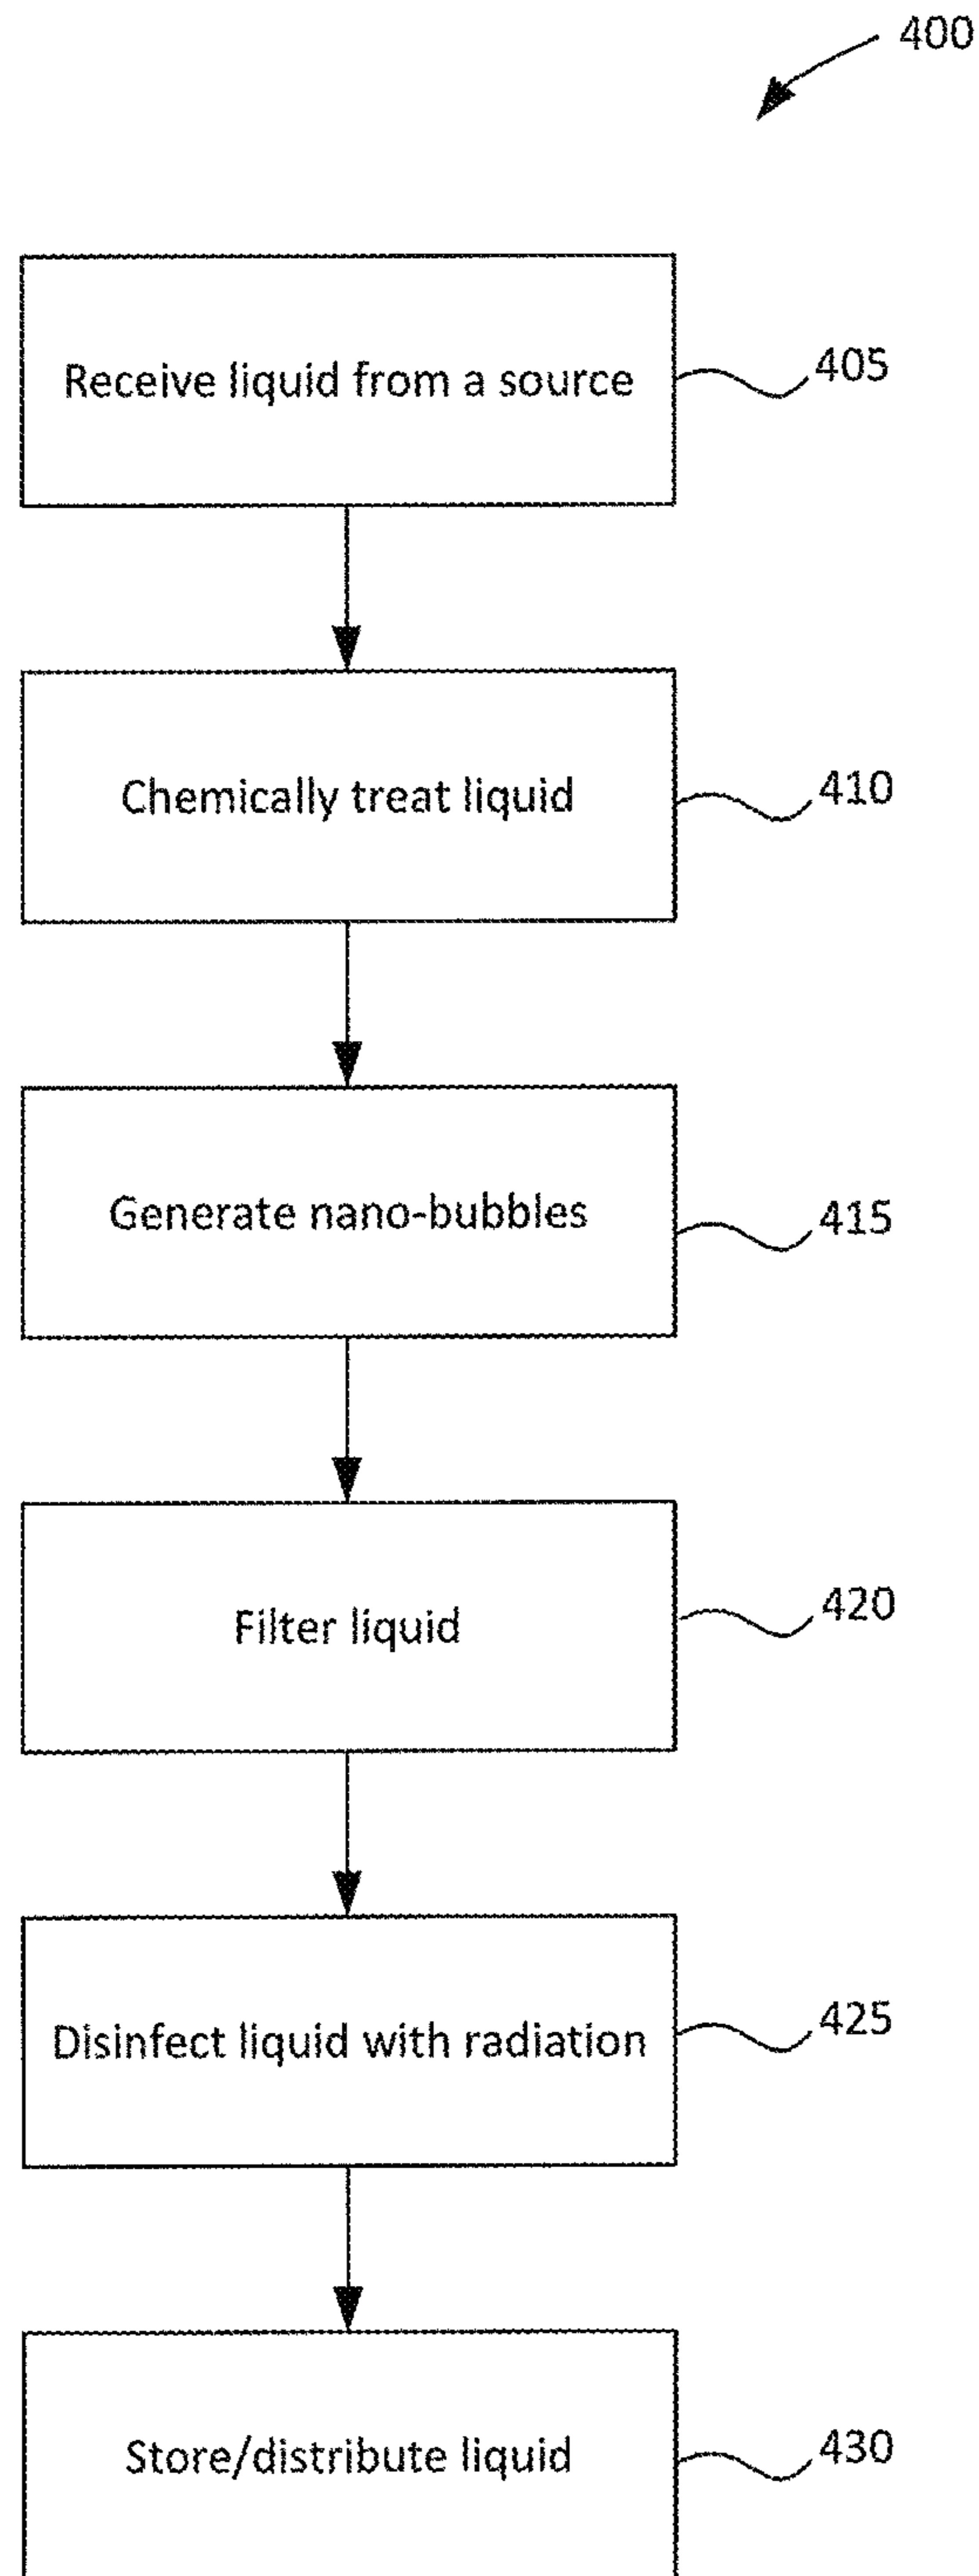 400
Receive liquid from a source
405
Chemically treat liquid
410
Generate nano-bubbles
415
Filter liquid
420
Disinfect liquid with radiation
425
Store/distribute liquid
430